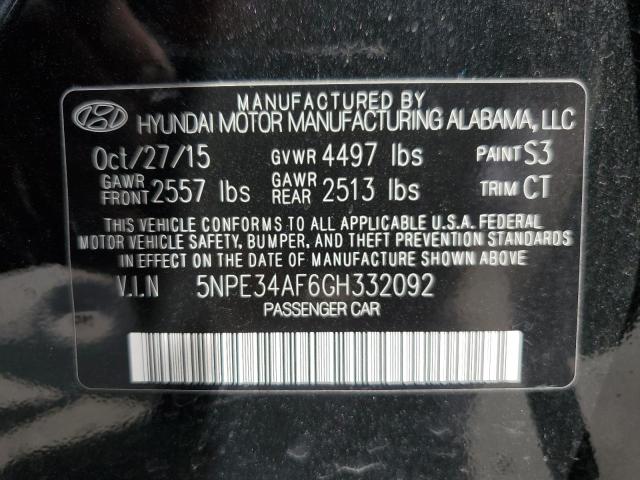 MANUFACTURED BY
HYUNDAI MOTOR MANUFACTURING ALABAMA, LLC
Oct/27/15 GVWR 4497 lbs PAINT S3
GAWR FRONT 2557 lbs GAWR REAR 2513 lbs TRIM CT
THIS VEHICLE CONFORMS TO ALL APPLICABLE U.S.A. FEDERAL
MOTOR VEHICLE SAFETY, BUMPER, AND THEFT PREVENTION
STANDARDS IN EFFECT ON THE DATE OF MANUFACTURE SHOWN ABOVE.
V.I.N 5NPE34AF6GH332092
PASSENGER CAR